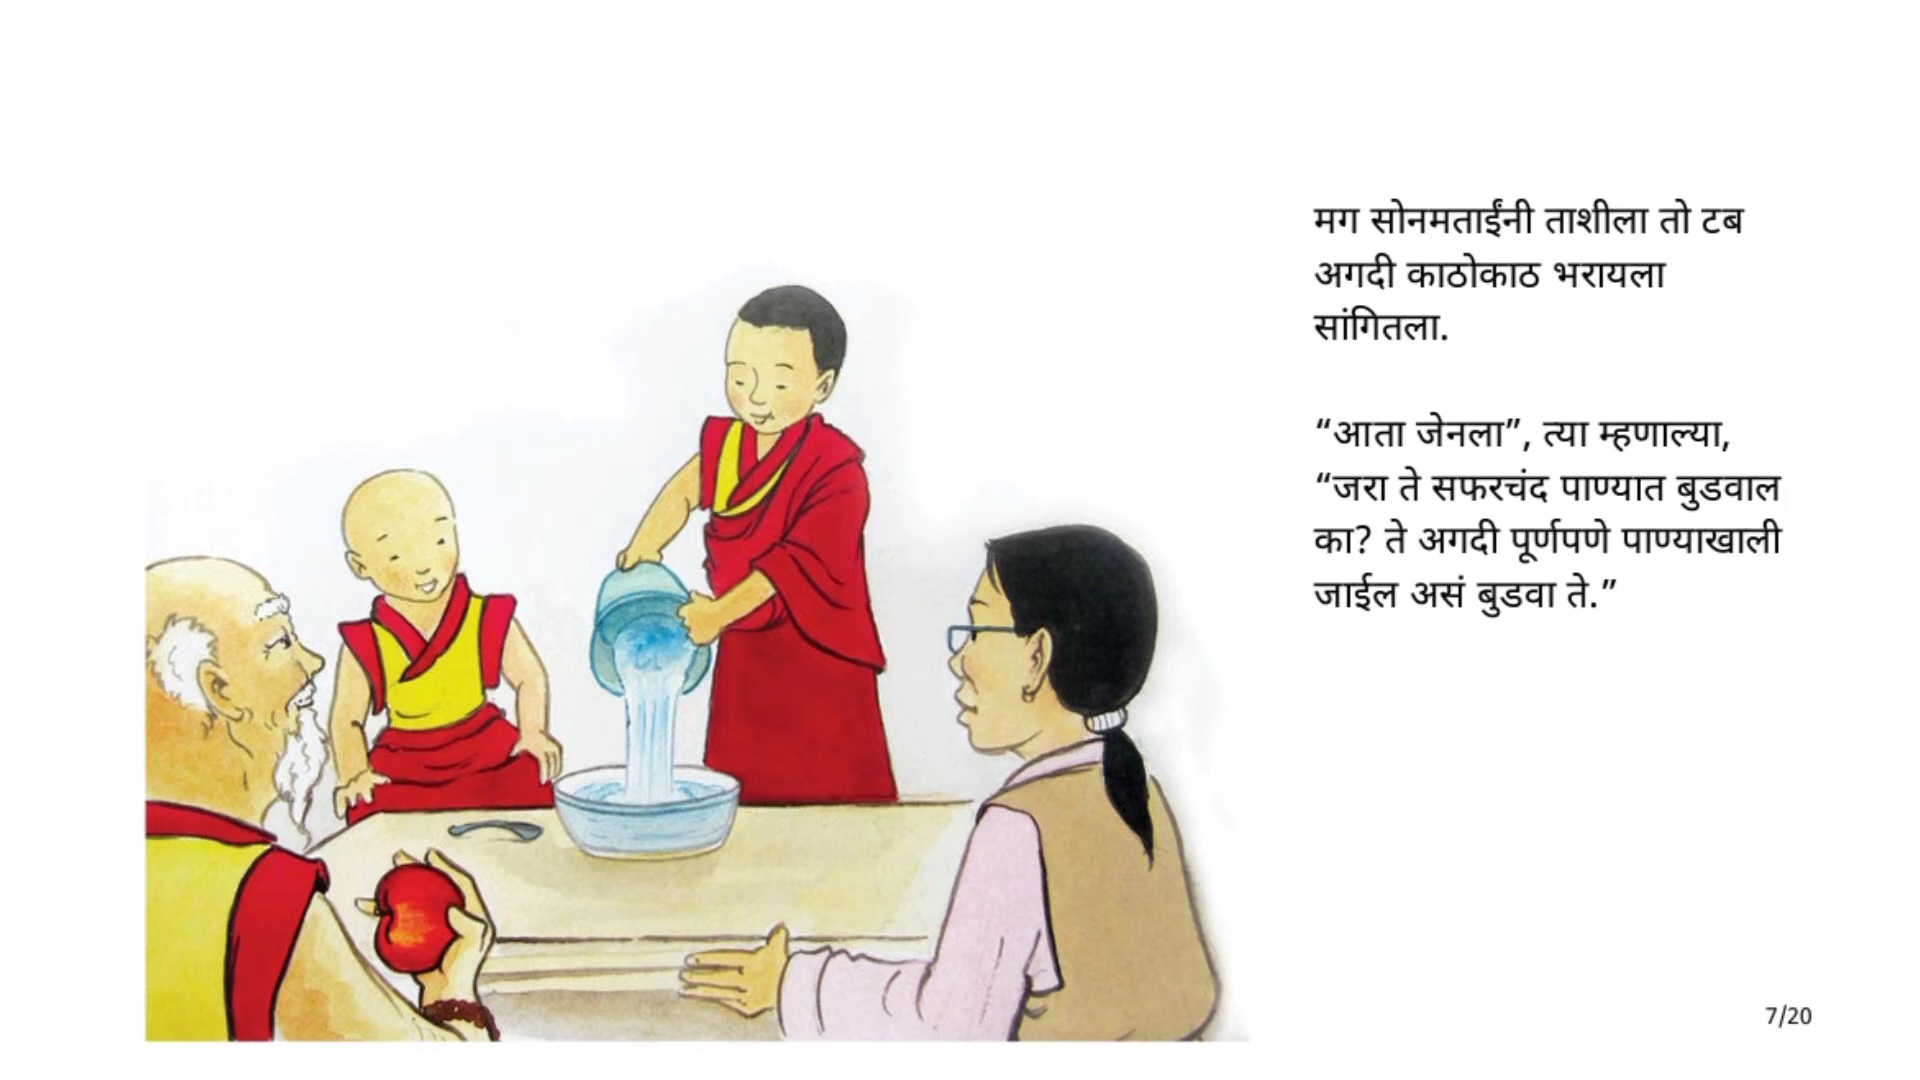 मग सोनमताईंनी ताशीला तो टब
अगदी काठोकाठ भरायला
सांगितला.
“आता जेनला”, त्या म्हणाल्या,
“जरा ते सफरचंद पाण्यात बुडवाल
का? ते अगदी पूर्णपणे पाण्याखाली
जाईल असं बुडवा ते.”
7/20